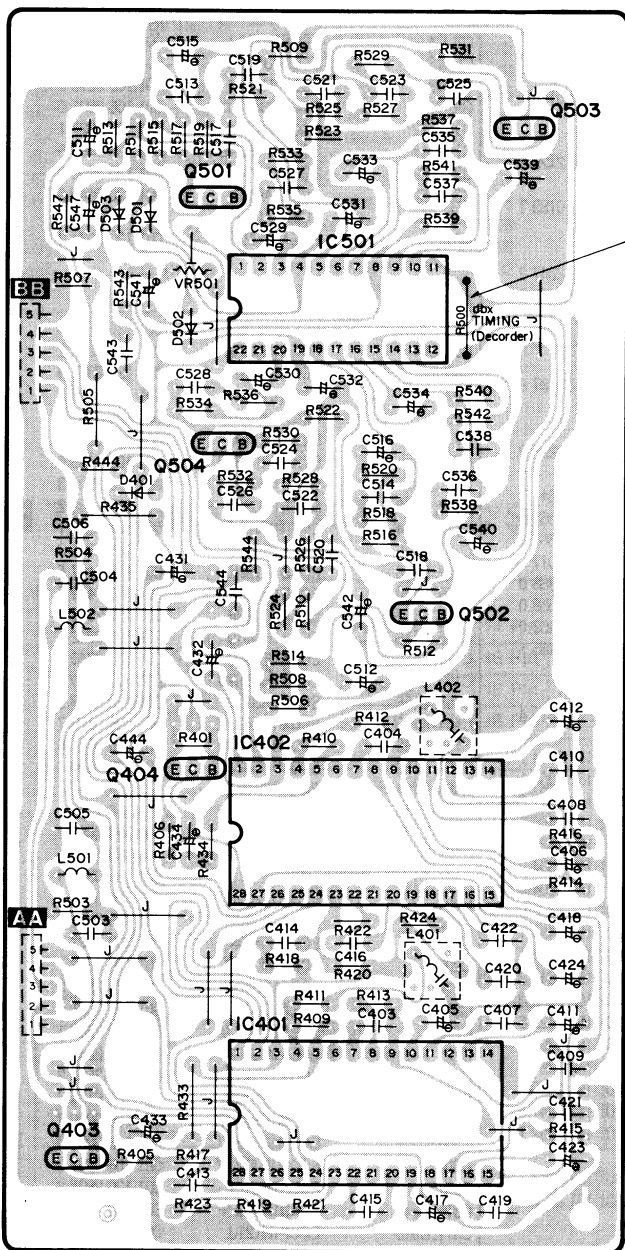 C515
R509
R529
R531
C519
R521
C513
C521
C523
C525
J
R525
R527
Q503
E C B
R523
R537
C535
C511
R513
R511
R515
R517
R519
C517
R533
C533
R541
C539
C527
C537
Q501
E C B
R547
C547
D503
D501
R535
C531
R539
C529
IC501
J
R507
BB
R543
C541
VR501
1 2 3 4 5 6 7 8 9 10 11
22 21 20 19 18 17 16 15 14 13 12
R500
dbx
TIMING
(Decorder)
J
D502
J
5
4
3
2
1
C543
C528
C530
C532
R534
R536
R522
C534
R540
R542
R505
J
Q504
E C B
R530
C524
C516
C538
R444
R532
R528
R520
D401
C526
C522
C514
C536
R435
R518
R538
C506
R544
J
R526
C520
R516
C540
R504
C431
C518
C504
C544
J
J
R524
R510
C542
E C B
Q502
L502
J
C432
R512
R514
R508
C512
R506
L402
J
C412
R412
C444
R401
IC402
R410
C404
Q404
E C B
C410
1 2 3 4 5 6 7 8 9 10 11 12 13 14
J
C505
C408
R406
C434
R434
R416
C406
L501
R414
28 27 26 25 24 23 22 21 20 19 18 17 16 15
R503
AA
J
R424
C418
C503
C414
R422
L401
C422
5
4
3
2
1
J
R418
C416
R420
C424
J
J
C420
J
R411
R413
R409
C403
C405
C407
C411
IC401
J
1 2 3 4 5 6 7 8 9 10 11 12 13 14
C409
J
J
R433
J
J
C421
Q403
E C B
C433
J
J
R415
R405
R417
C423
C413
28 27 26 25 24 23 22 21 20 19 18 17 16 15
R423
R419
R421
C415
C417
C419